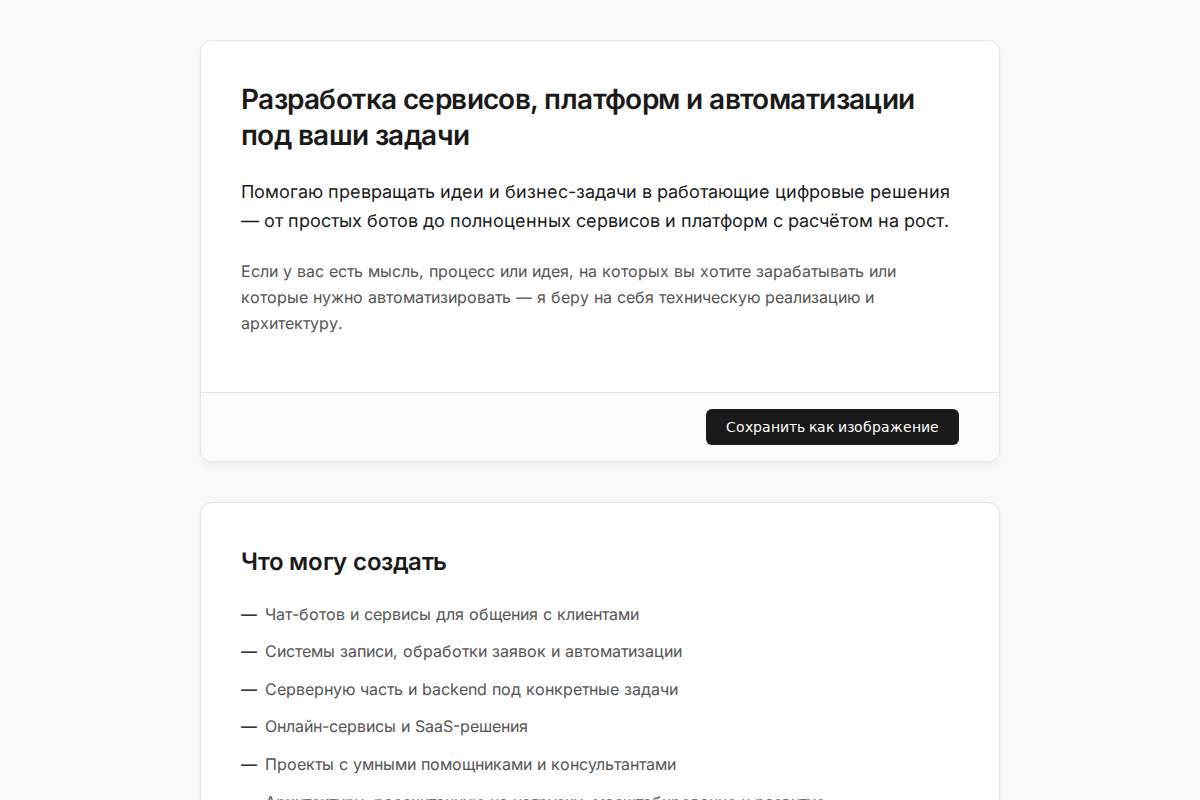 Разработка сервисов, платформ и автоматизации
под ваши задачи
Помогаю превращать идеи и бизнес-задачи в работающие цифровые решения
— от простых ботов до полноценных сервисов и платформ с расчётом на рост.
Если у вас есть мысль, процесс или идея, на которых вы хотите зарабатывать или
которые нужно автоматизировать — я беру на себя техническую реализацию и
архитектуру.
Сохранить как изображение
Что могу создать
— Чат-ботов и сервисы для общения с клиентами
— Системы записи, обработки заявок и автоматизации
— Серверную часть и backend под конкретные задачи
— Онлайн-сервисы и SaaS-решения
— Проекты с умными помощниками и консультантами